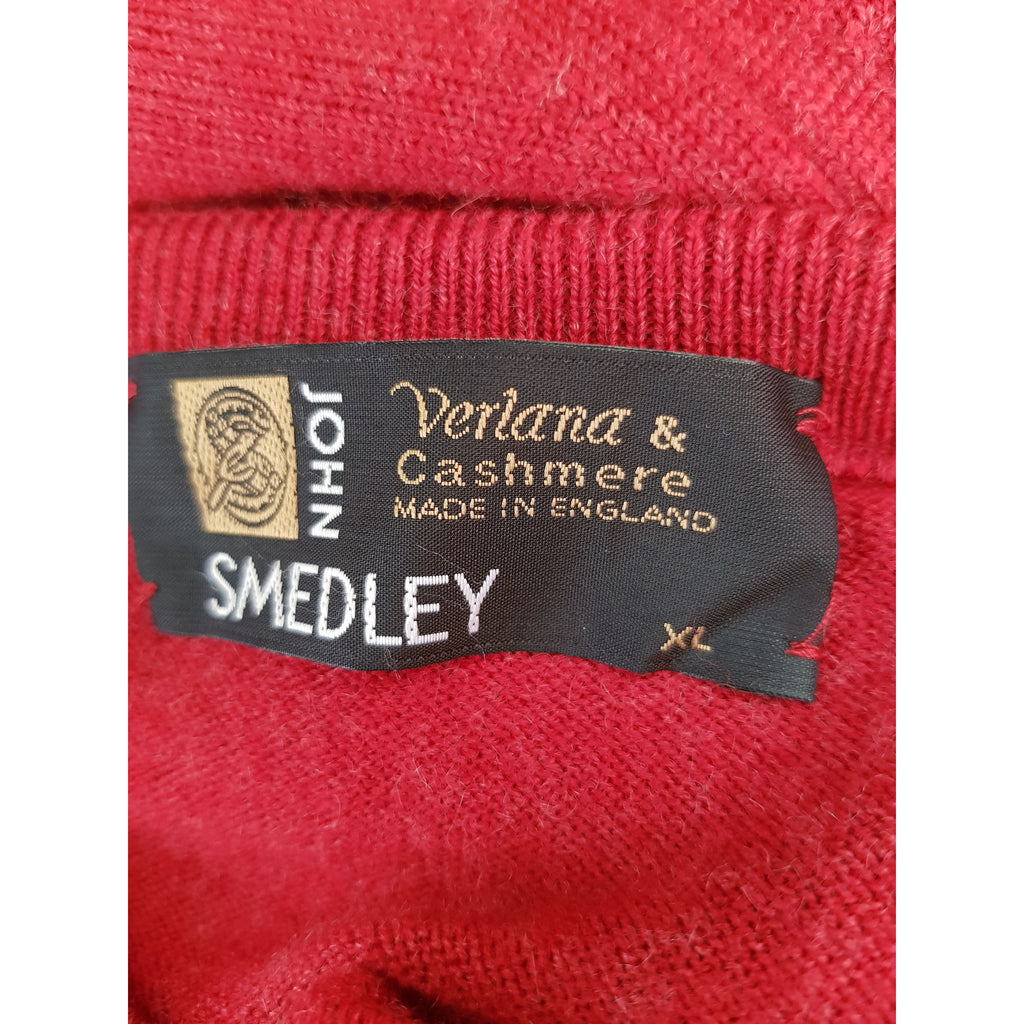 JOHN
SMEDLEY
Verlana &
Cashmere
MADE IN ENGLAND
XL